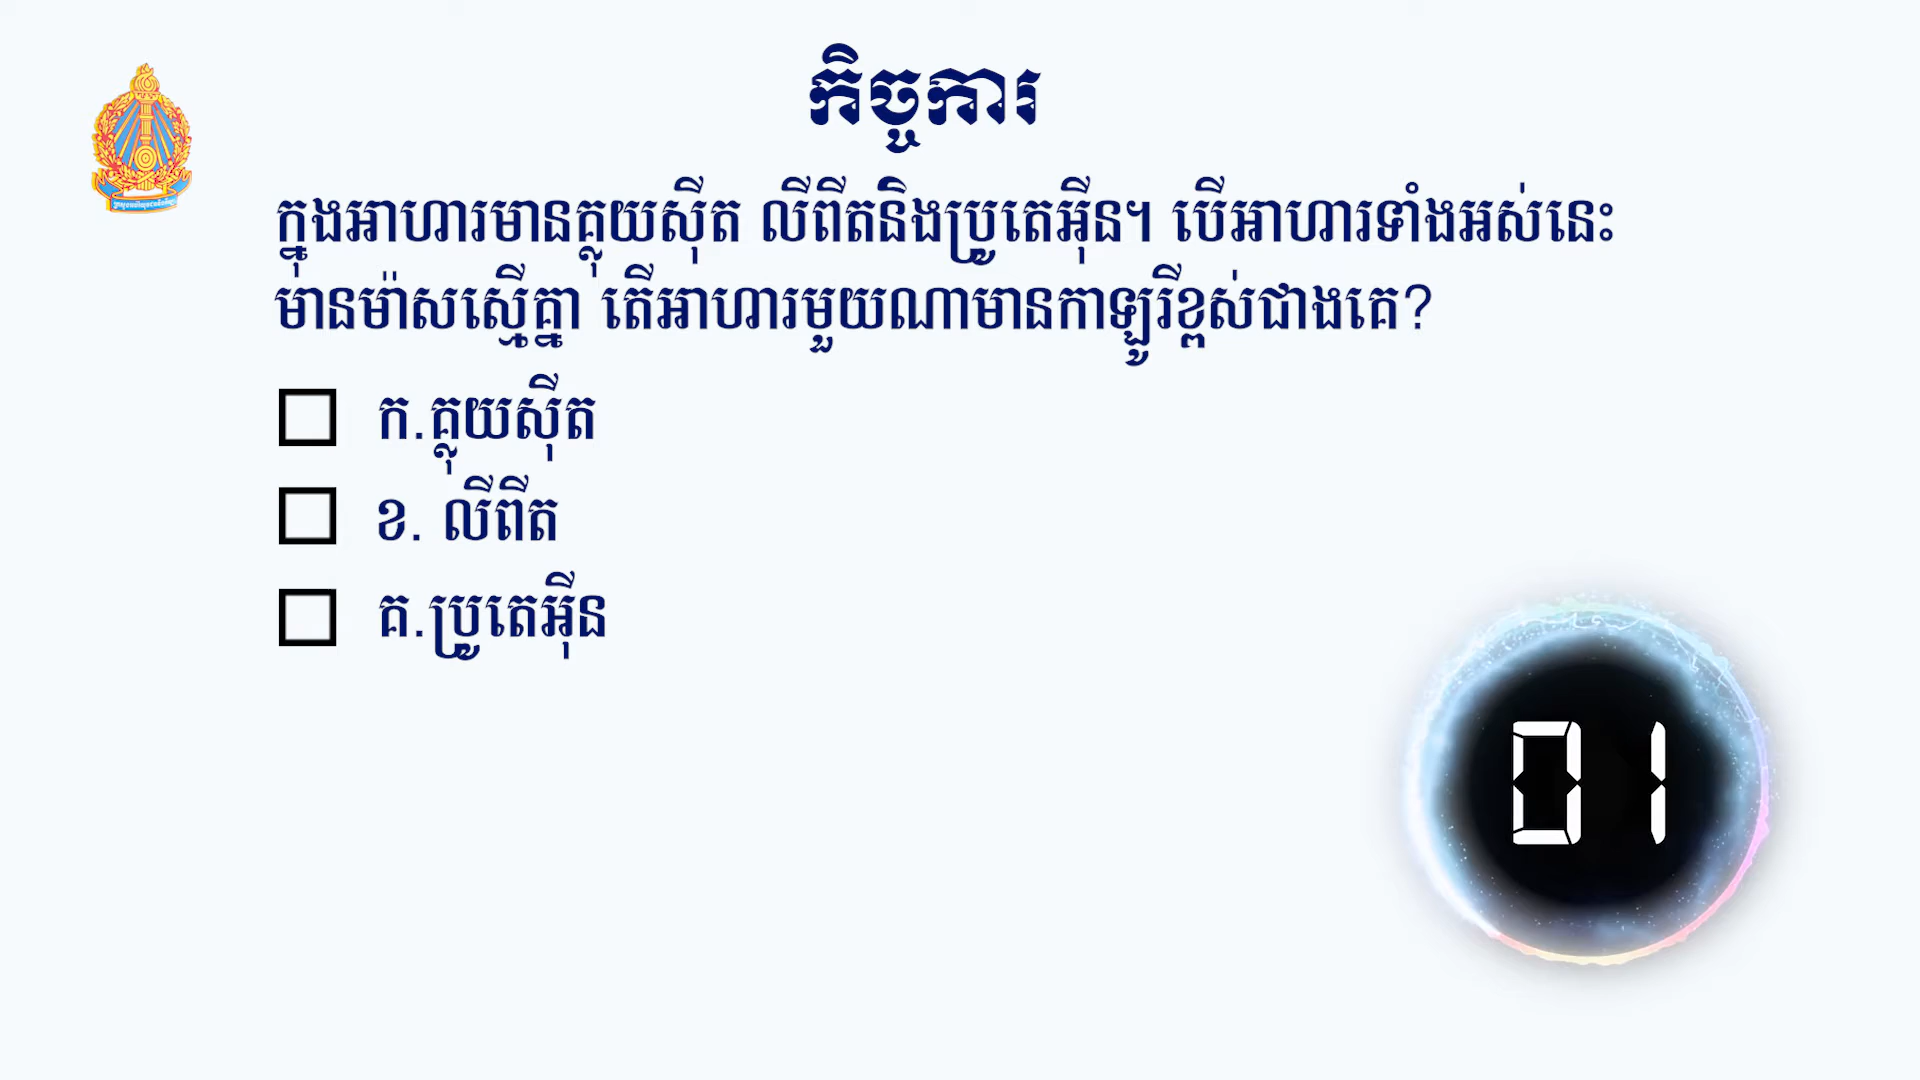 កិច្ចការ
ក្នុងអាហារមានគ្លុយស៊ីត លីពីតនិងប្រូតេអ៊ីន។ បើអាហារទាំងអស់នេះ
មានម៉ាសស្មើគ្នា តើអាហារមួយណាមានកាឡូរីខ្ពស់ជាងគេ?
ក.គ្លុយស៊ីត
ខ. លីពីត
គ.ប្រូតេអ៊ីន
01